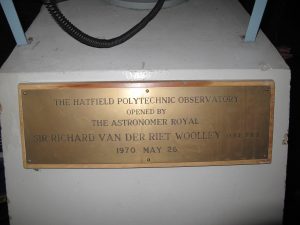 THE HATFIELD POLYTECHNIC OBSERVATORY
OPENED BY
THE ASTRONOMER ROYAL
SIR RICHARD VAN DER RIET WOOLLEY
1970 MAY 26